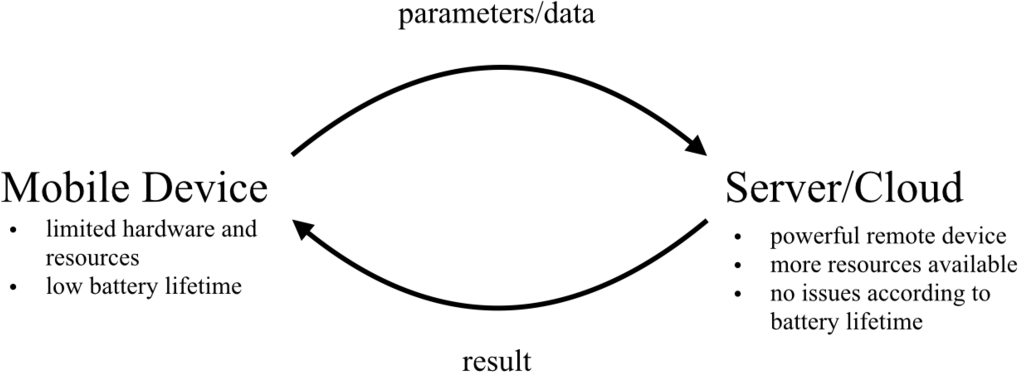 parameters/data
Mobile Device
• limited hardware and
resources
• low battery lifetime
Server/Cloud
• powerful remote device
• more resources available
• no issues according to
battery lifetime
result